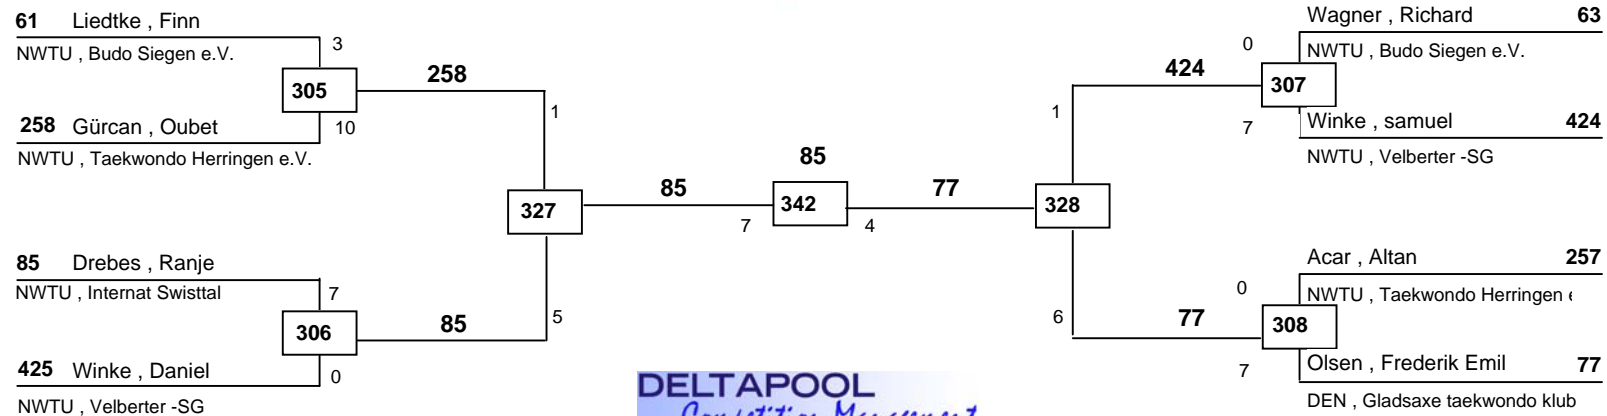 61 Liedtke , Finn
NWTU , Budo Siegen e.V.
3
305
258
10
258 Gürcan , Oubet
NWTU , Taekwondo Herringen e.V.
1
327
85
5
85 Drebes , Ranje
NWTU , Internat Swisttal
7
306
85
0
425 Winke , Daniel
NWTU , Velberter -SG
85
7
342
4
77
DELTAPOOL
Competition Management
Wagner , Richard 63
NWTU , Budo Siegen e.V.
0
424
307
7
Winke , samuel 424
NWTU , Velberter -SG
1
328
6
Acar , Altan 257
NWTU , Taekwondo Herringen
0
77
308
7
Olsen , Frederik Emil 77
DEN , Gladsaxe taekwondo klub